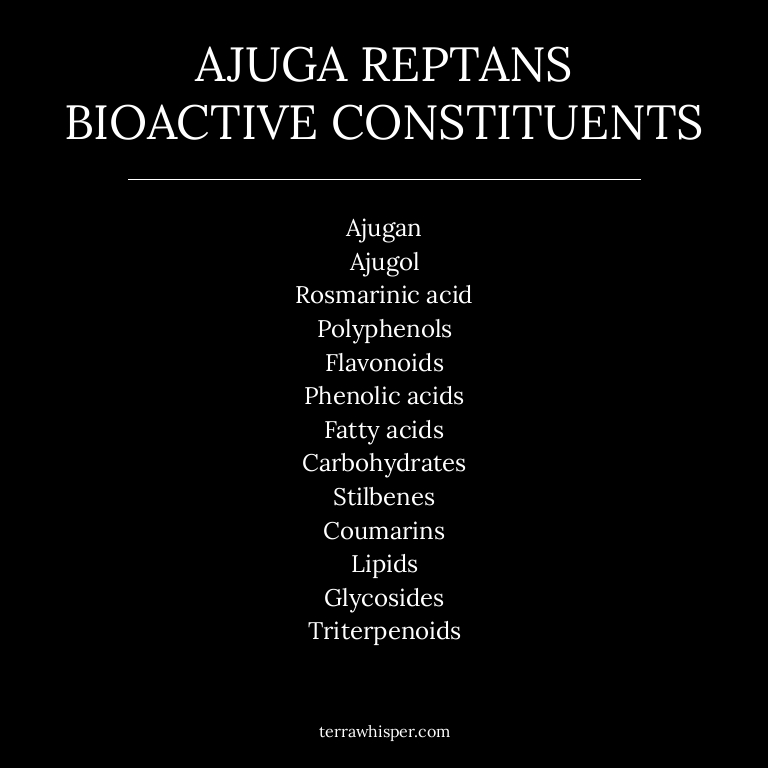 AJUGA REPTANS
BIOACTIVE CONSTITUENTS
Ajugan
Ajugol
Rosmarinic acid
Polyphenols
Flavonoids
Phenolic acids
Fatty acids
Carbohydrates
Stilbenes
Coumarins
Lipids
Glycosides
Triterpenoids
terrawhisper.com